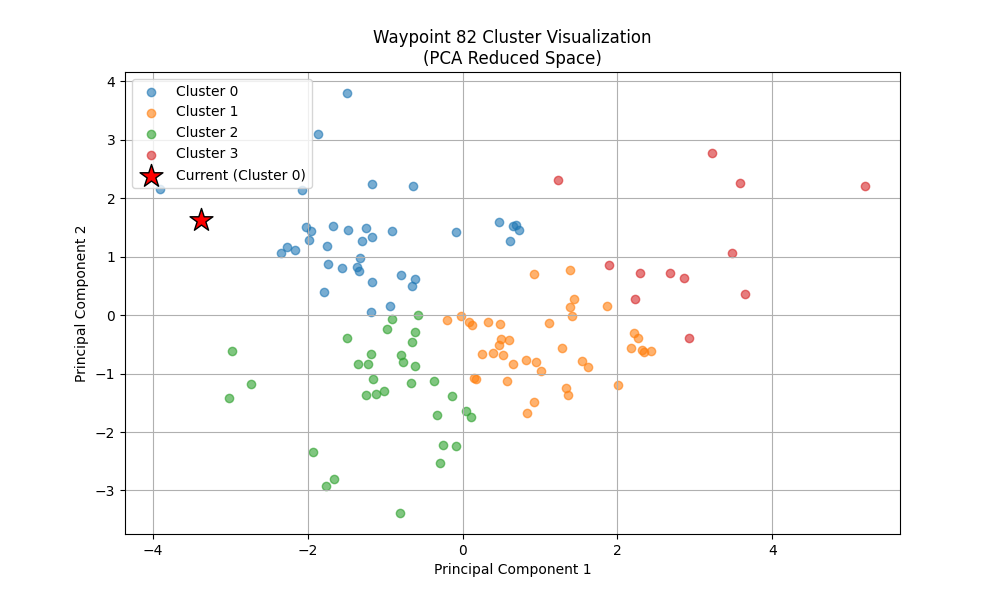 Waypoint 82 Cluster Visualization
(PCA Reduced Space)
Cluster 0
Cluster 1
Cluster 2
Cluster 3
Current (Cluster 0)
4
3
2
1
0
−1
−2
−3
Principal Component 2
−4
−2
0
2
4
Principal Component 1